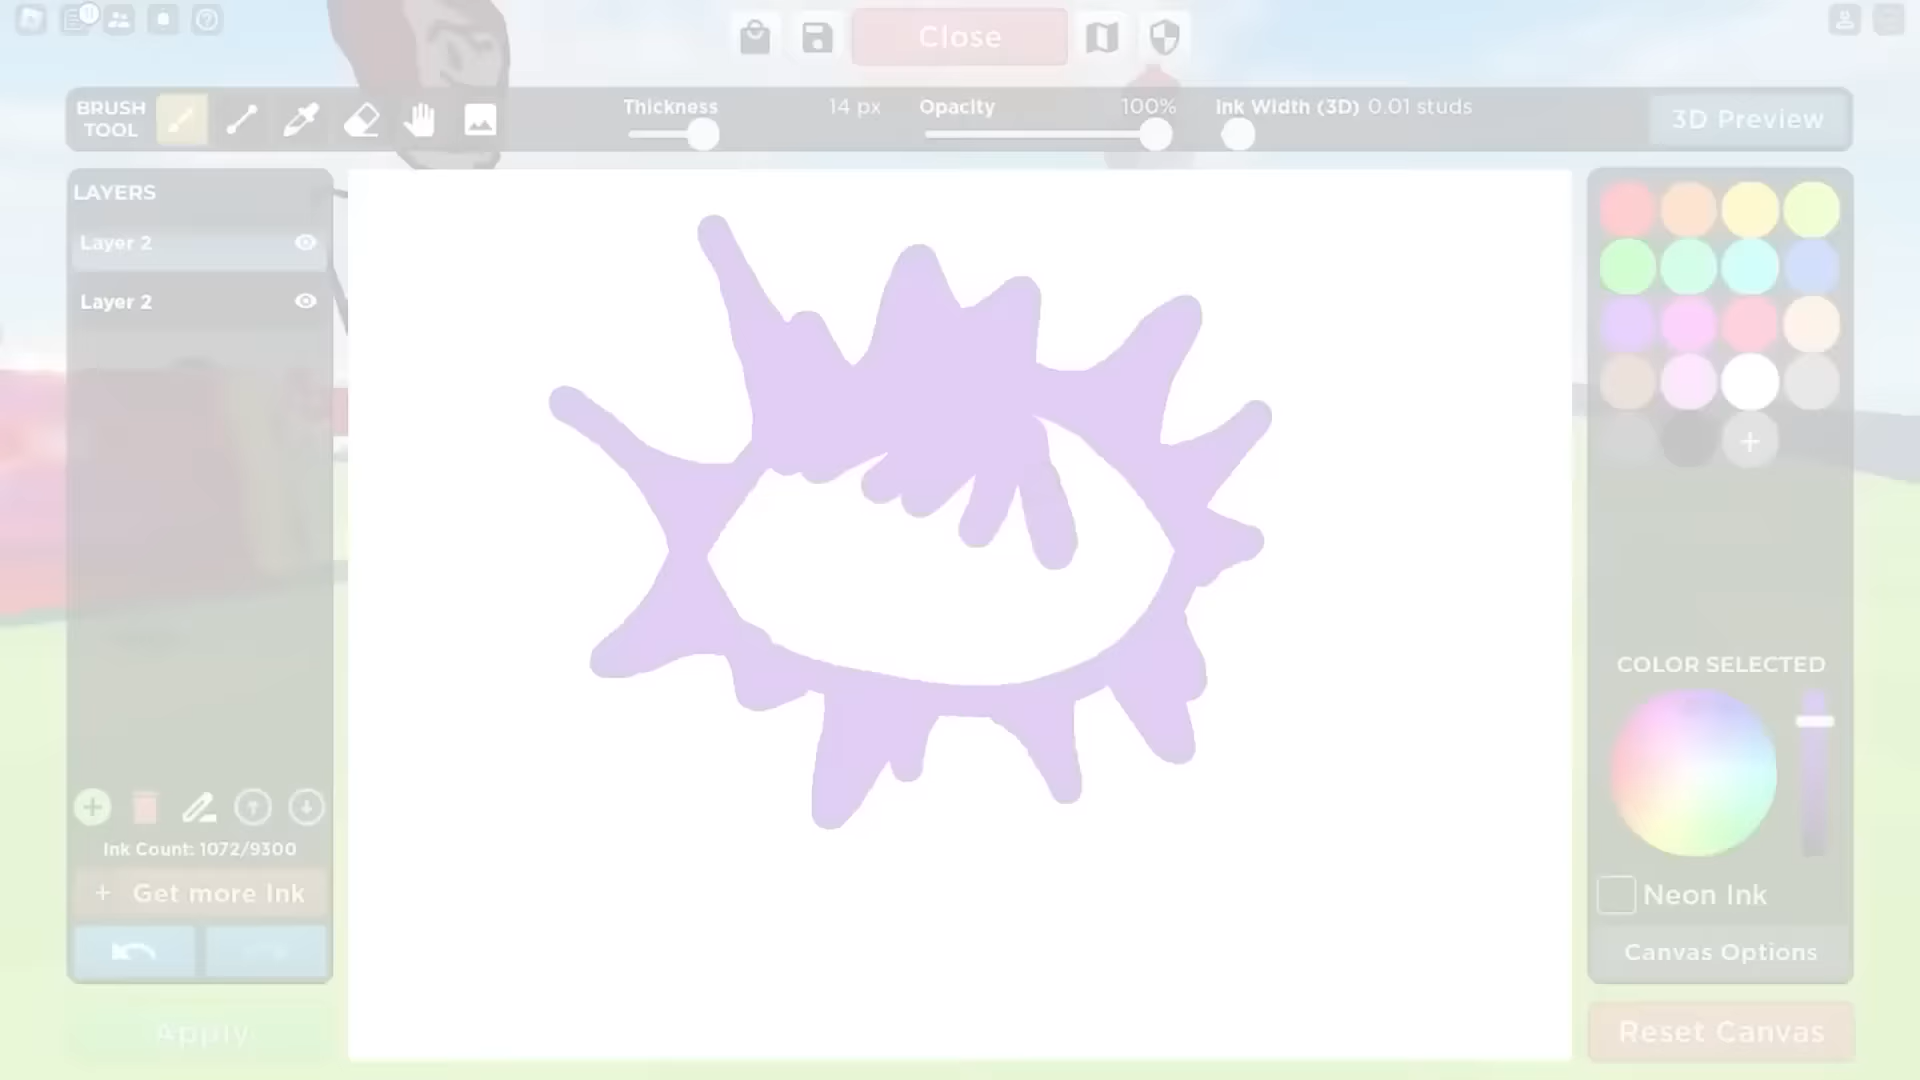 11
Close
BRUSH
TOOL
Thickness 14 px
Opacity 100%
Ink Width (3D) 0.01 studs
3D Preview
LAYERS
Layer 2
Layer 2
COLOR SELECTED
Ink Count: 1072/9300
+ Get more Ink
Neon Ink
Canvas Options
Apply
Reset Canvas